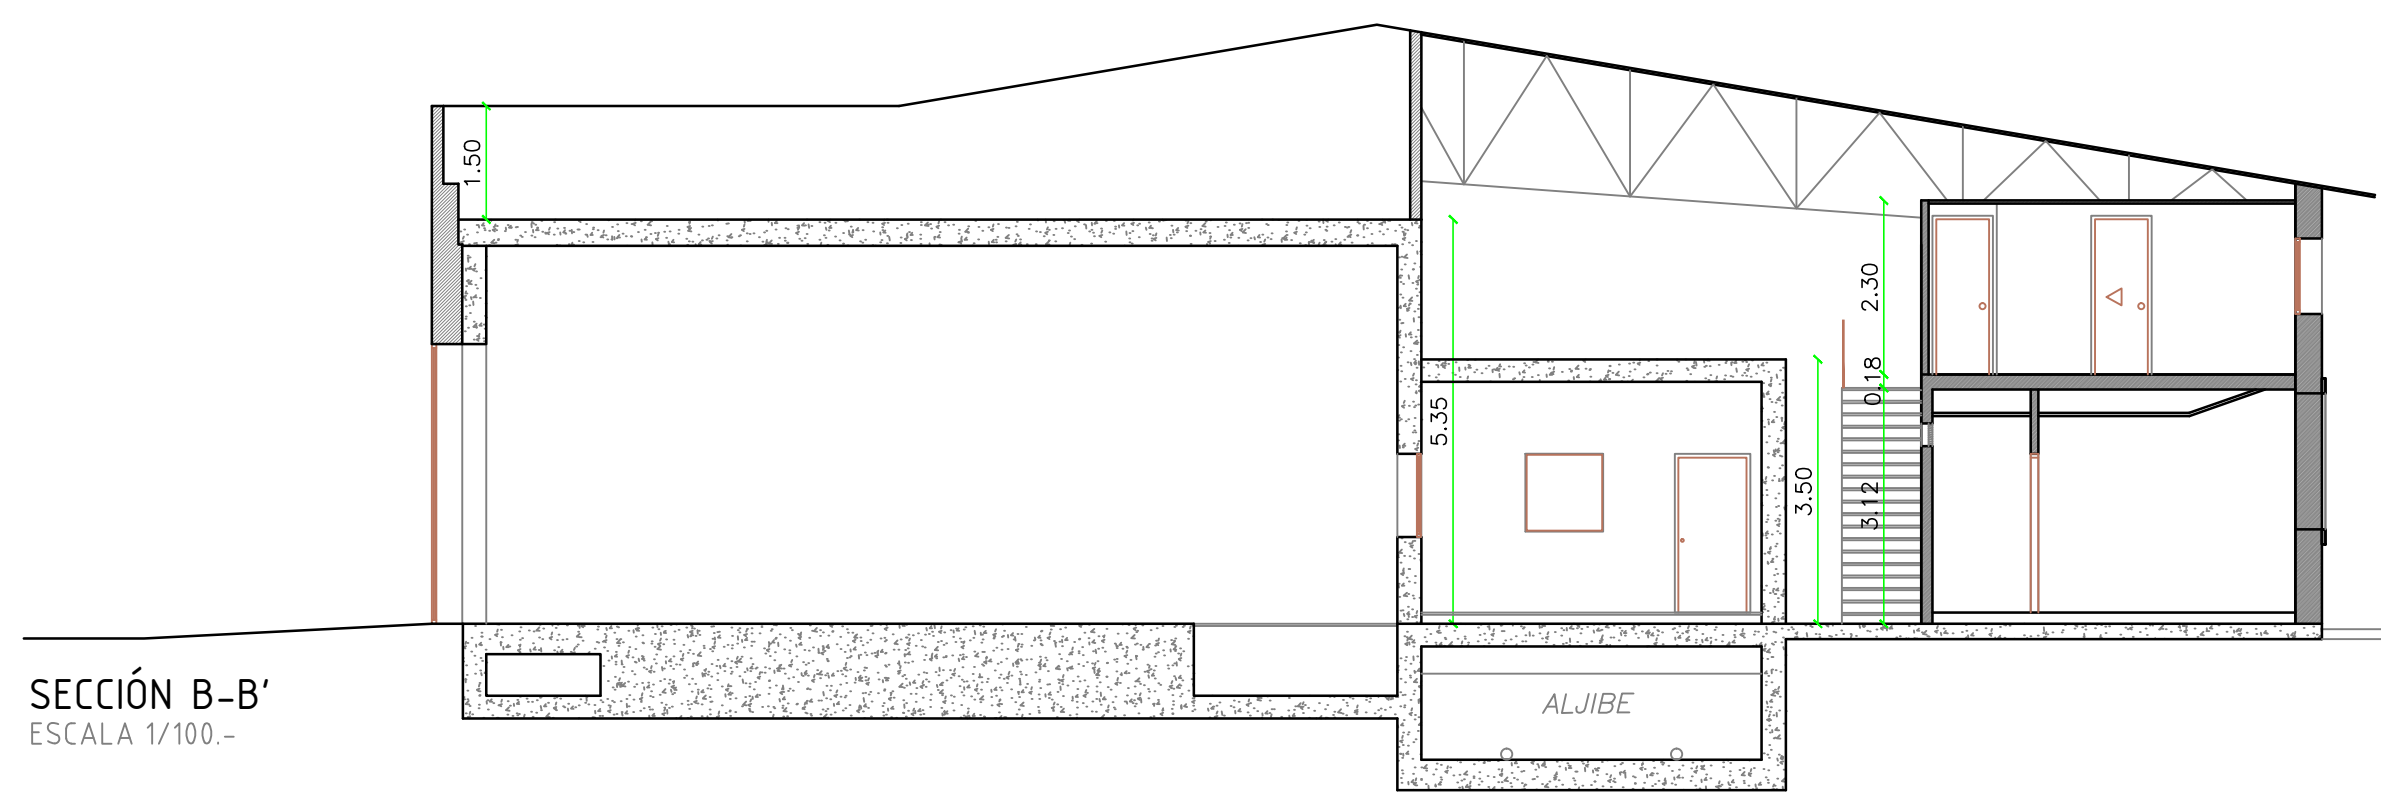 1.50
2.30
0.18
5.35
3.50
3.12
SECCIÓN B-B'
ESCALA 1/100.-
ALJIBE